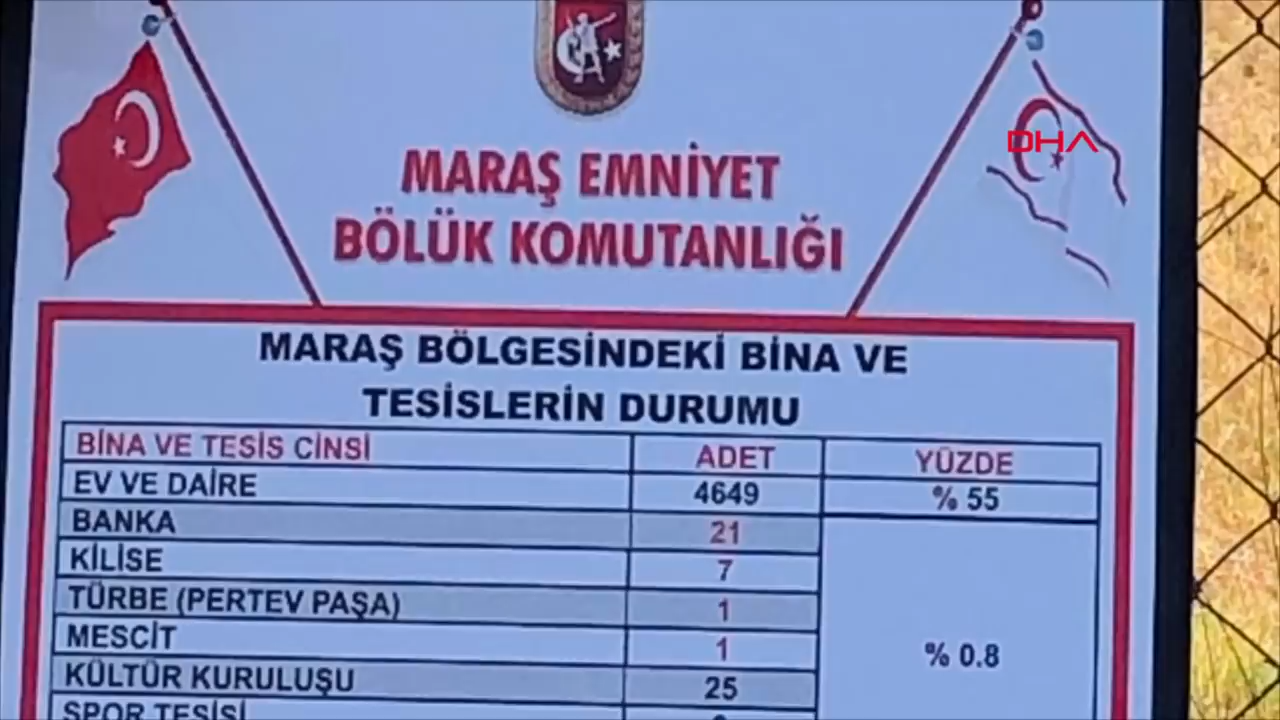 DHA
MARAŞ EMNİYET
BÖLÜK KOMUTANLIĞI
MARAŞ BÖLGESİNDEKİ BİNA VE
TESİSLERİN DURUMU
BİNA VE TESİS CİNSİ ADET YÜZDE
EV VE DAİRE 4649 % 55
BANKA 21
KİLİSE 7
TÜRBE (PERTEV PAŞA) 1
MESCİT 1
% 0.8
KÜLTÜR KURULUŞU 25
SPOR TESİSİ